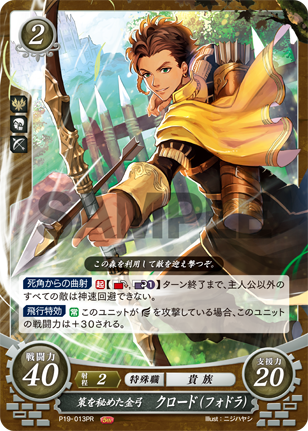 2
SAMPLE
この森を利用して敵を迎え撃つぞ。
死角からの曲射 起 [ 1] ターン終了まで、主人公以外の
すべての敵は神速回避できない。
飛行特効 常 このユニットが を攻撃している場合、このユニット
の戦闘力は+30される。
戦闘力
40
射程 2 特殊職 貴族
支援力
20
策を秘めた金弓 クロード(フォドラ)
P19-013PR
Illust:ニジハヤシ